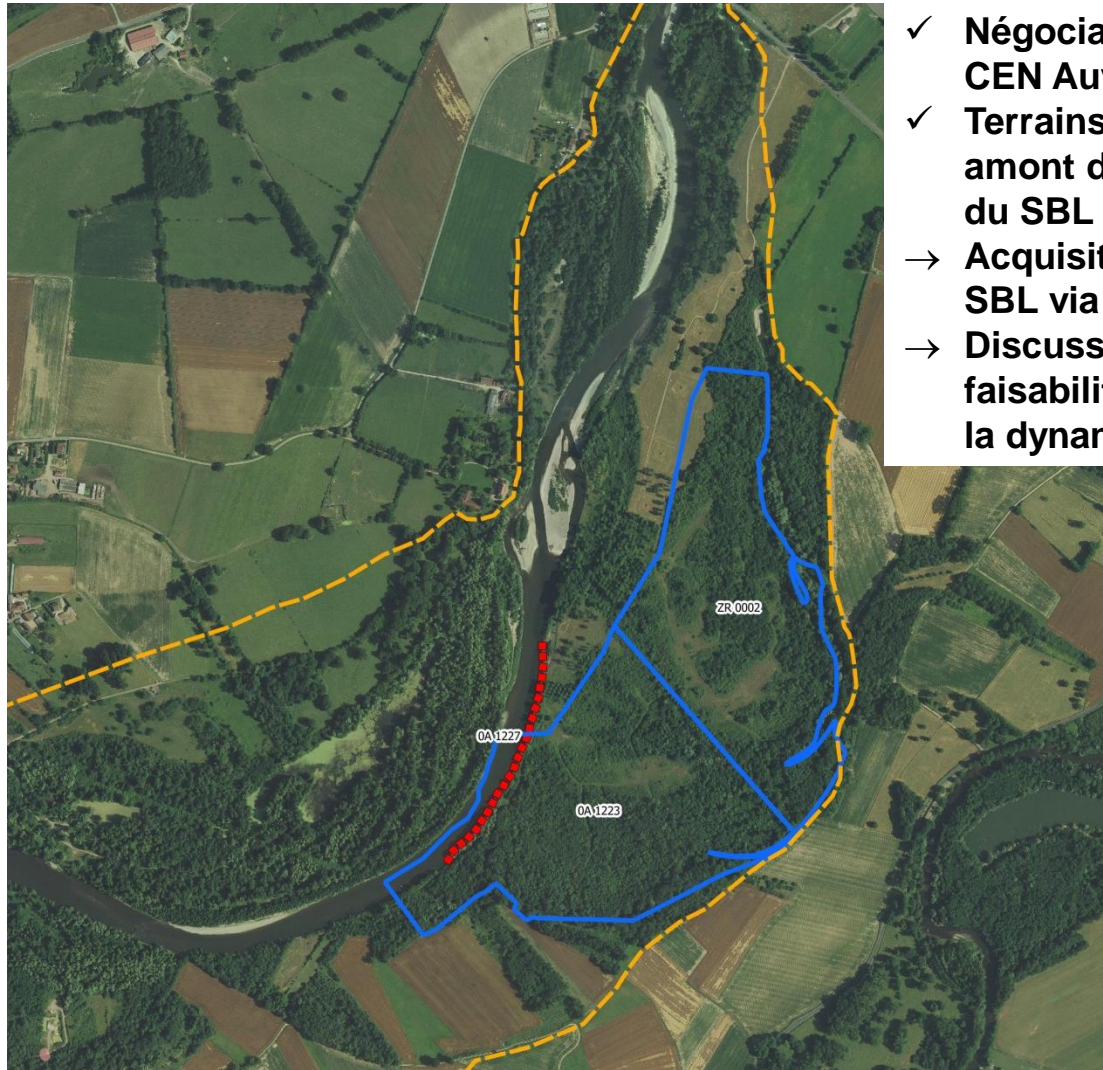 ✓ Négocia
CEN Au
✓ Terrains
amont d
du SBL
→ Acquisit
SBL via
→ Discuss
faisabili
la dynar
ZR 0002
0A 1227
0A 1223